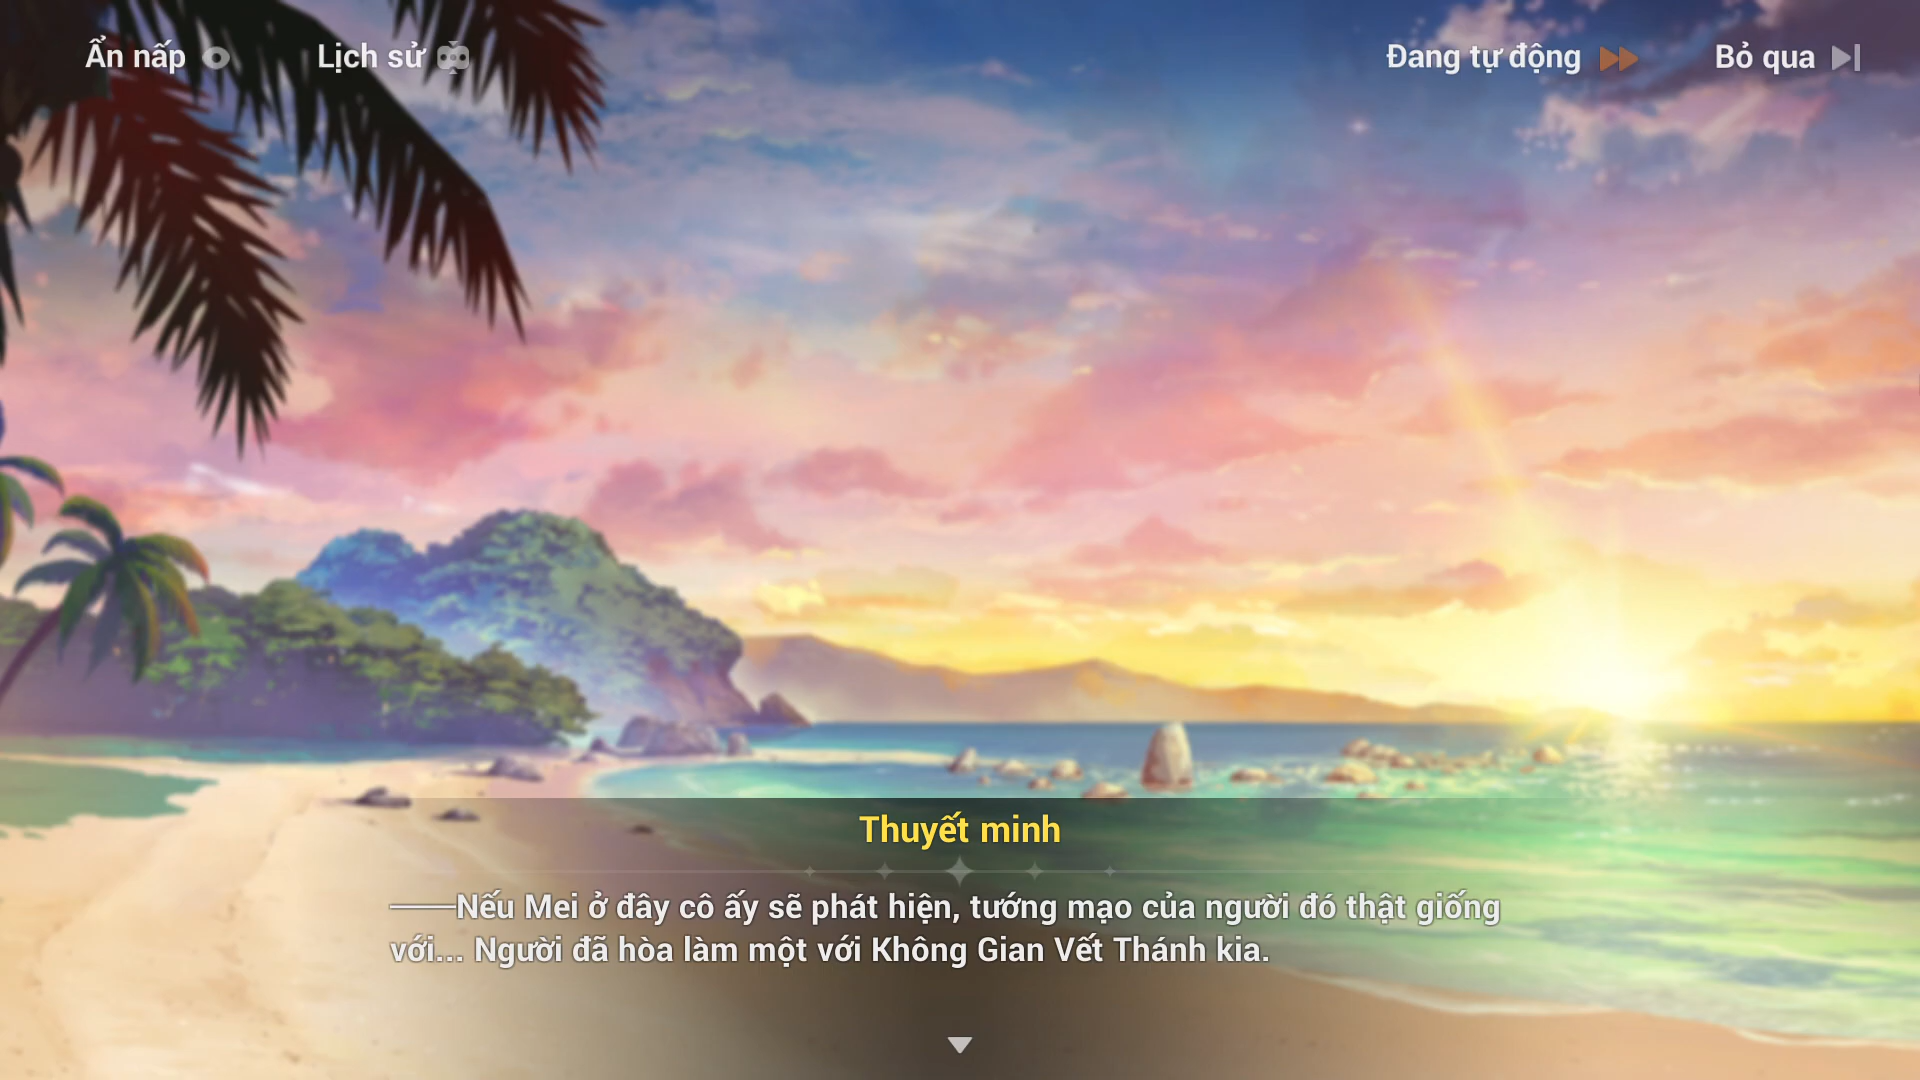 Ẩn nấp
Lịch sử
Đang tự động
Bỏ qua
Thuyết minh
——Nếu Mei ở đây cô ấy sẽ phát hiện, tướng mạo của người đó thật giống
với... Người đã hòa làm một với Không Gian Vết Thánh kia.